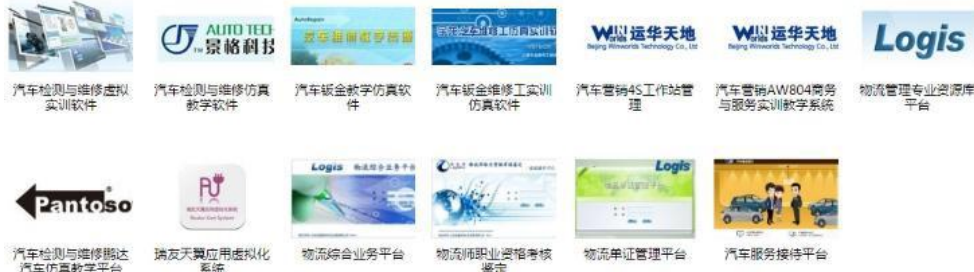 AUTO TECH
景格科技
AutoRepair
Winworlds 运华天地
Beijing Winworlds Technology Co., Ltd
Winworlds 运华天地
Beijing Winworlds Technology Co., Ltd
Logis
汽车检测与维修虚拟
实训软件
汽车检测与维修仿真
教学软件
汽车钣金教学仿真软
件
汽车钣金维修工实训
仿真软件
汽车营销4S工作站管
理
汽车营销AW804商务
与服务实训教学系统
物流管理专业资源库
平台
Pantoso
Logis 物流综合业务平台
Logis
汽车检测与维修鹏达
汽车仿真教学平台
瑞友天翼应用虚拟化
系统
物流综合业务平台
物流师职业资格考核
鉴定
物流单证管理平台
汽车服务接待平台